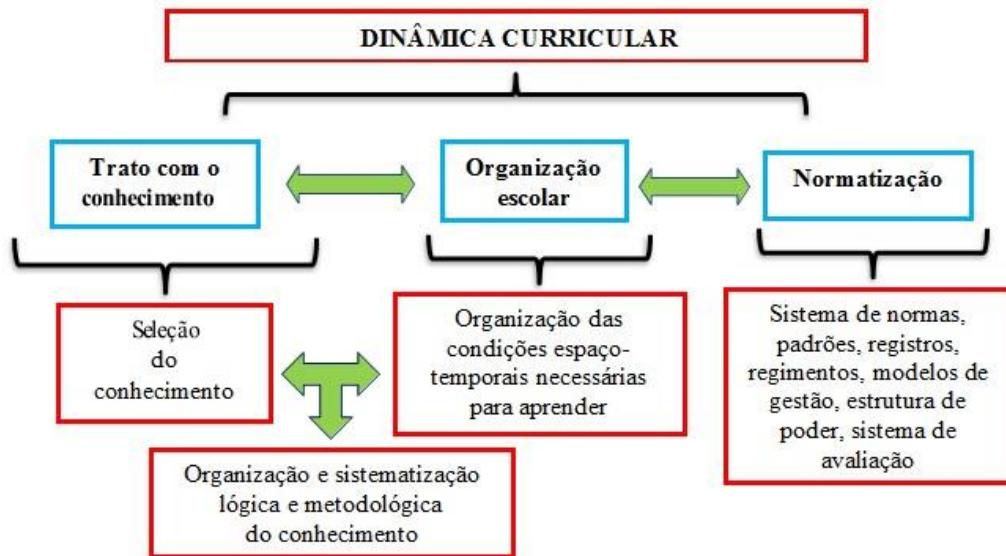 DINÂMICA CURRICULAR
Trato com o
conhecimento
Organização
escolar
Normatização
Seleção
do
conhecimento
Organização das
condições espaço-
temporais necessárias
para aprender
Sistema de normas,
padrões, registros,
regimentos, modelos de
gestão, estrutura de
poder, sistema de
avaliação
Organização e sistematização
lógica e metodológica
do conhecimento